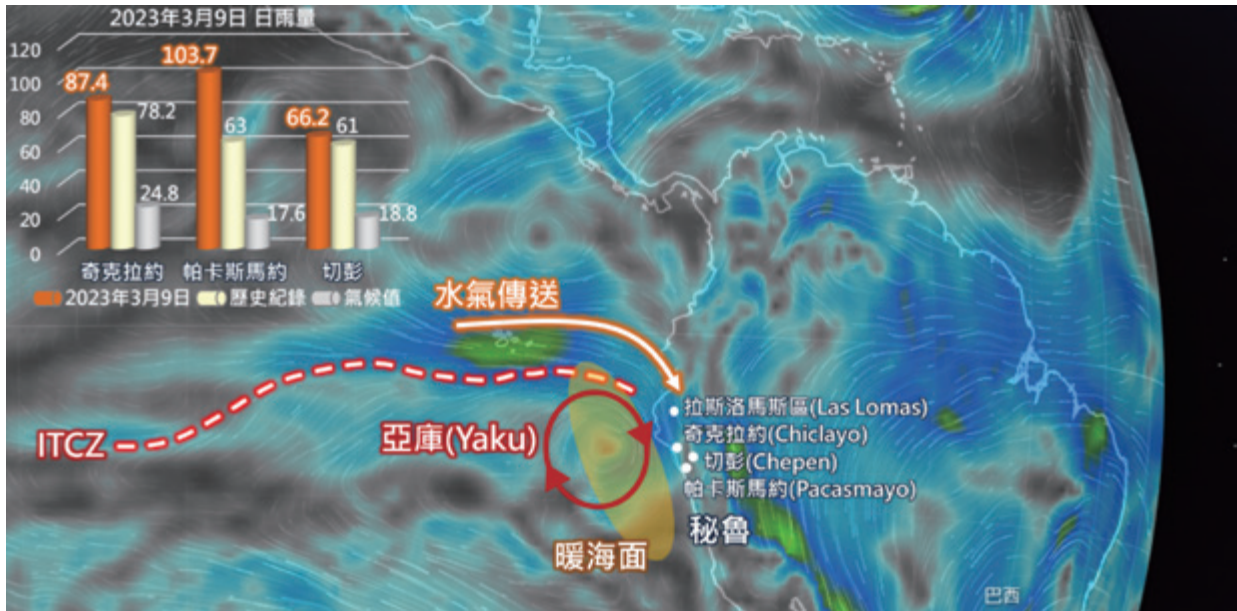 2023年3月9日 日雨量
120
100
80
60
40
20
0
87.4
78.2
24.8
103.7
63
17.6
66.2
61
18.8
奇克拉約 帕卡斯馬約 切彭
2023年3月9日 歷史紀錄 氣候值
水氣傳送
ITCZ
亞庫(Yaku)
拉斯洛馬斯區(Las Lomas)
奇克拉約(Chiclayo)
切彭(Chepen)
帕卡斯馬約(Pacasmayo)
秘魯
暖海面
巴西